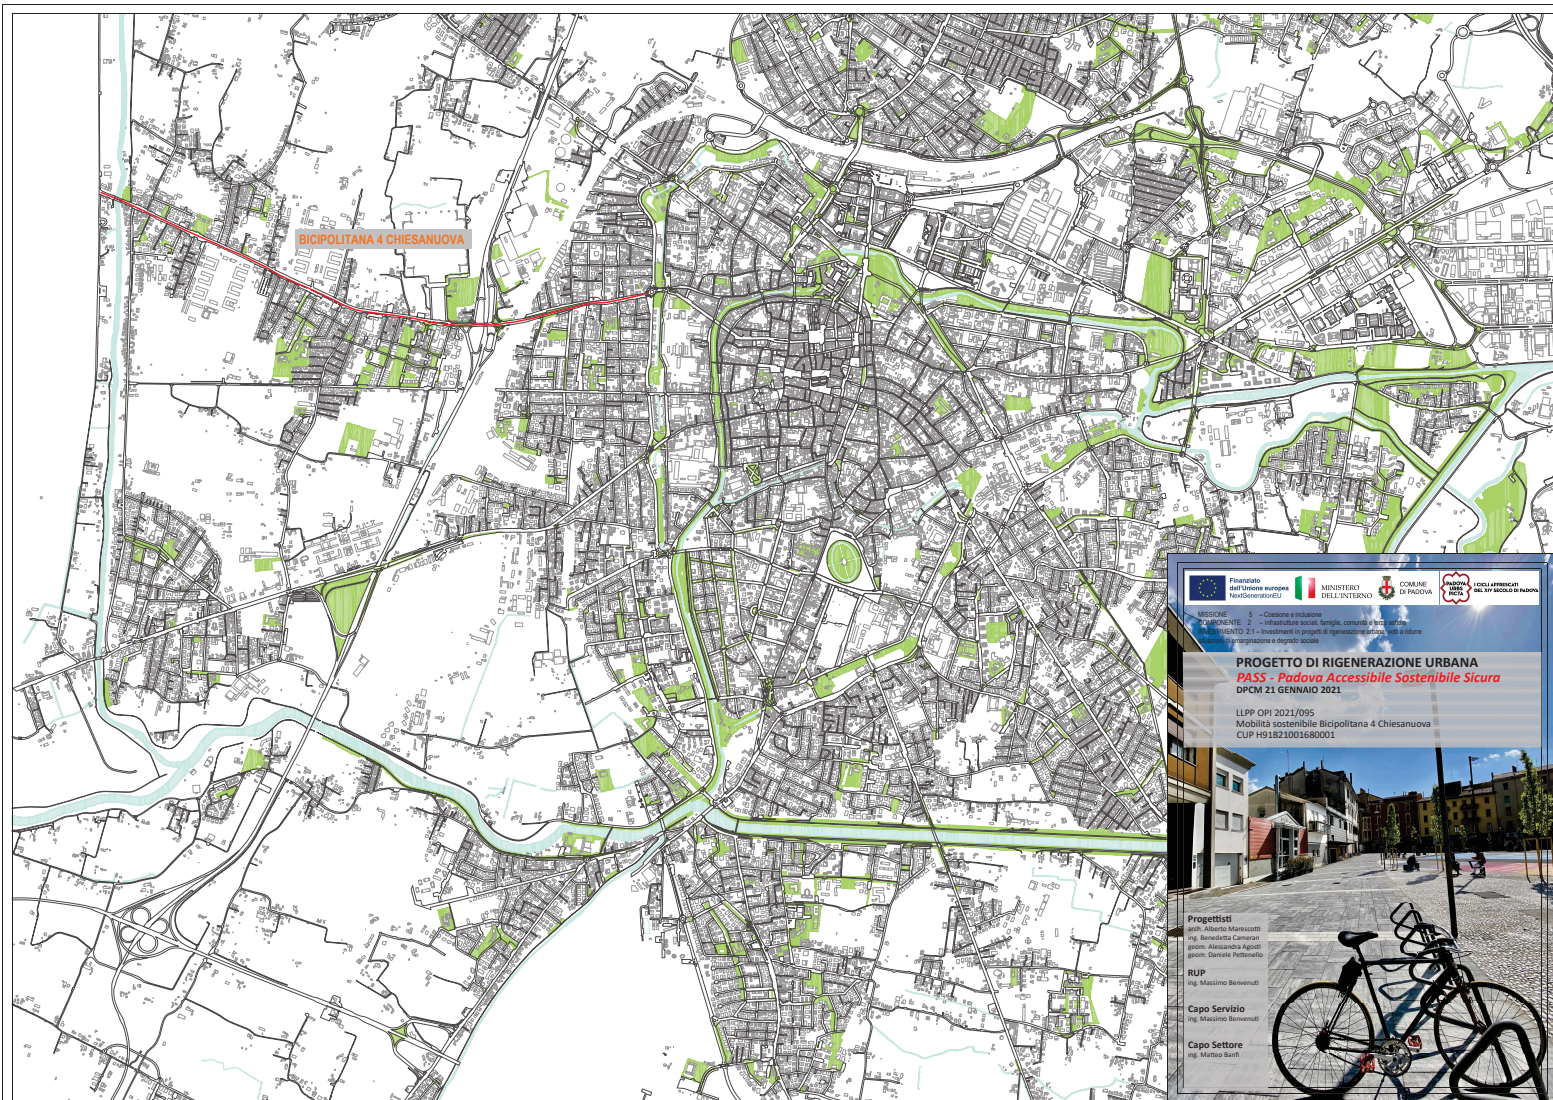 BICIPOLITANA 4 CHIESANUOVA
Finanziato
dall'Unione europea
NextGenerationEU
MINISTERO
DELL'INTERNO
COMUNE
DI PADOVA
PADOVA
URBS
PICTA
I CICLI AFFRESCATI
DEL XIV SECOLO DI PADOVA
MISSIONE 5 – Coesione e inclusione
COMPONENTE 2 – Infrastrutture sociali, famiglie, comunità e terzo settore
INVESTIMENTO 2.1 – Investimenti in progetti di rigenerazione urbana, volti a ridurre
situazioni di emarginazione e degrado sociale
PROGETTO DI RIGENERAZIONE URBANA
PASS - Padova Accessibile Sostenibile Sicura
DPCM 21 GENNAIO 2021
LLPP OPI 2021/095
Mobilità sostenibile Bicipolitana 4 Chiesanuova
CUP H91B21001680001
Progettisti
arch. Alberto Marescotti
ing. Benedetta Cameran
geom. Alessandra Agosti
geom. Daniele Pettenello
RUP
ing. Massimo Benvenuti
Capo Servizio
ing. Massimo Benvenuti
Capo Settore
ing. Matteo Banfi